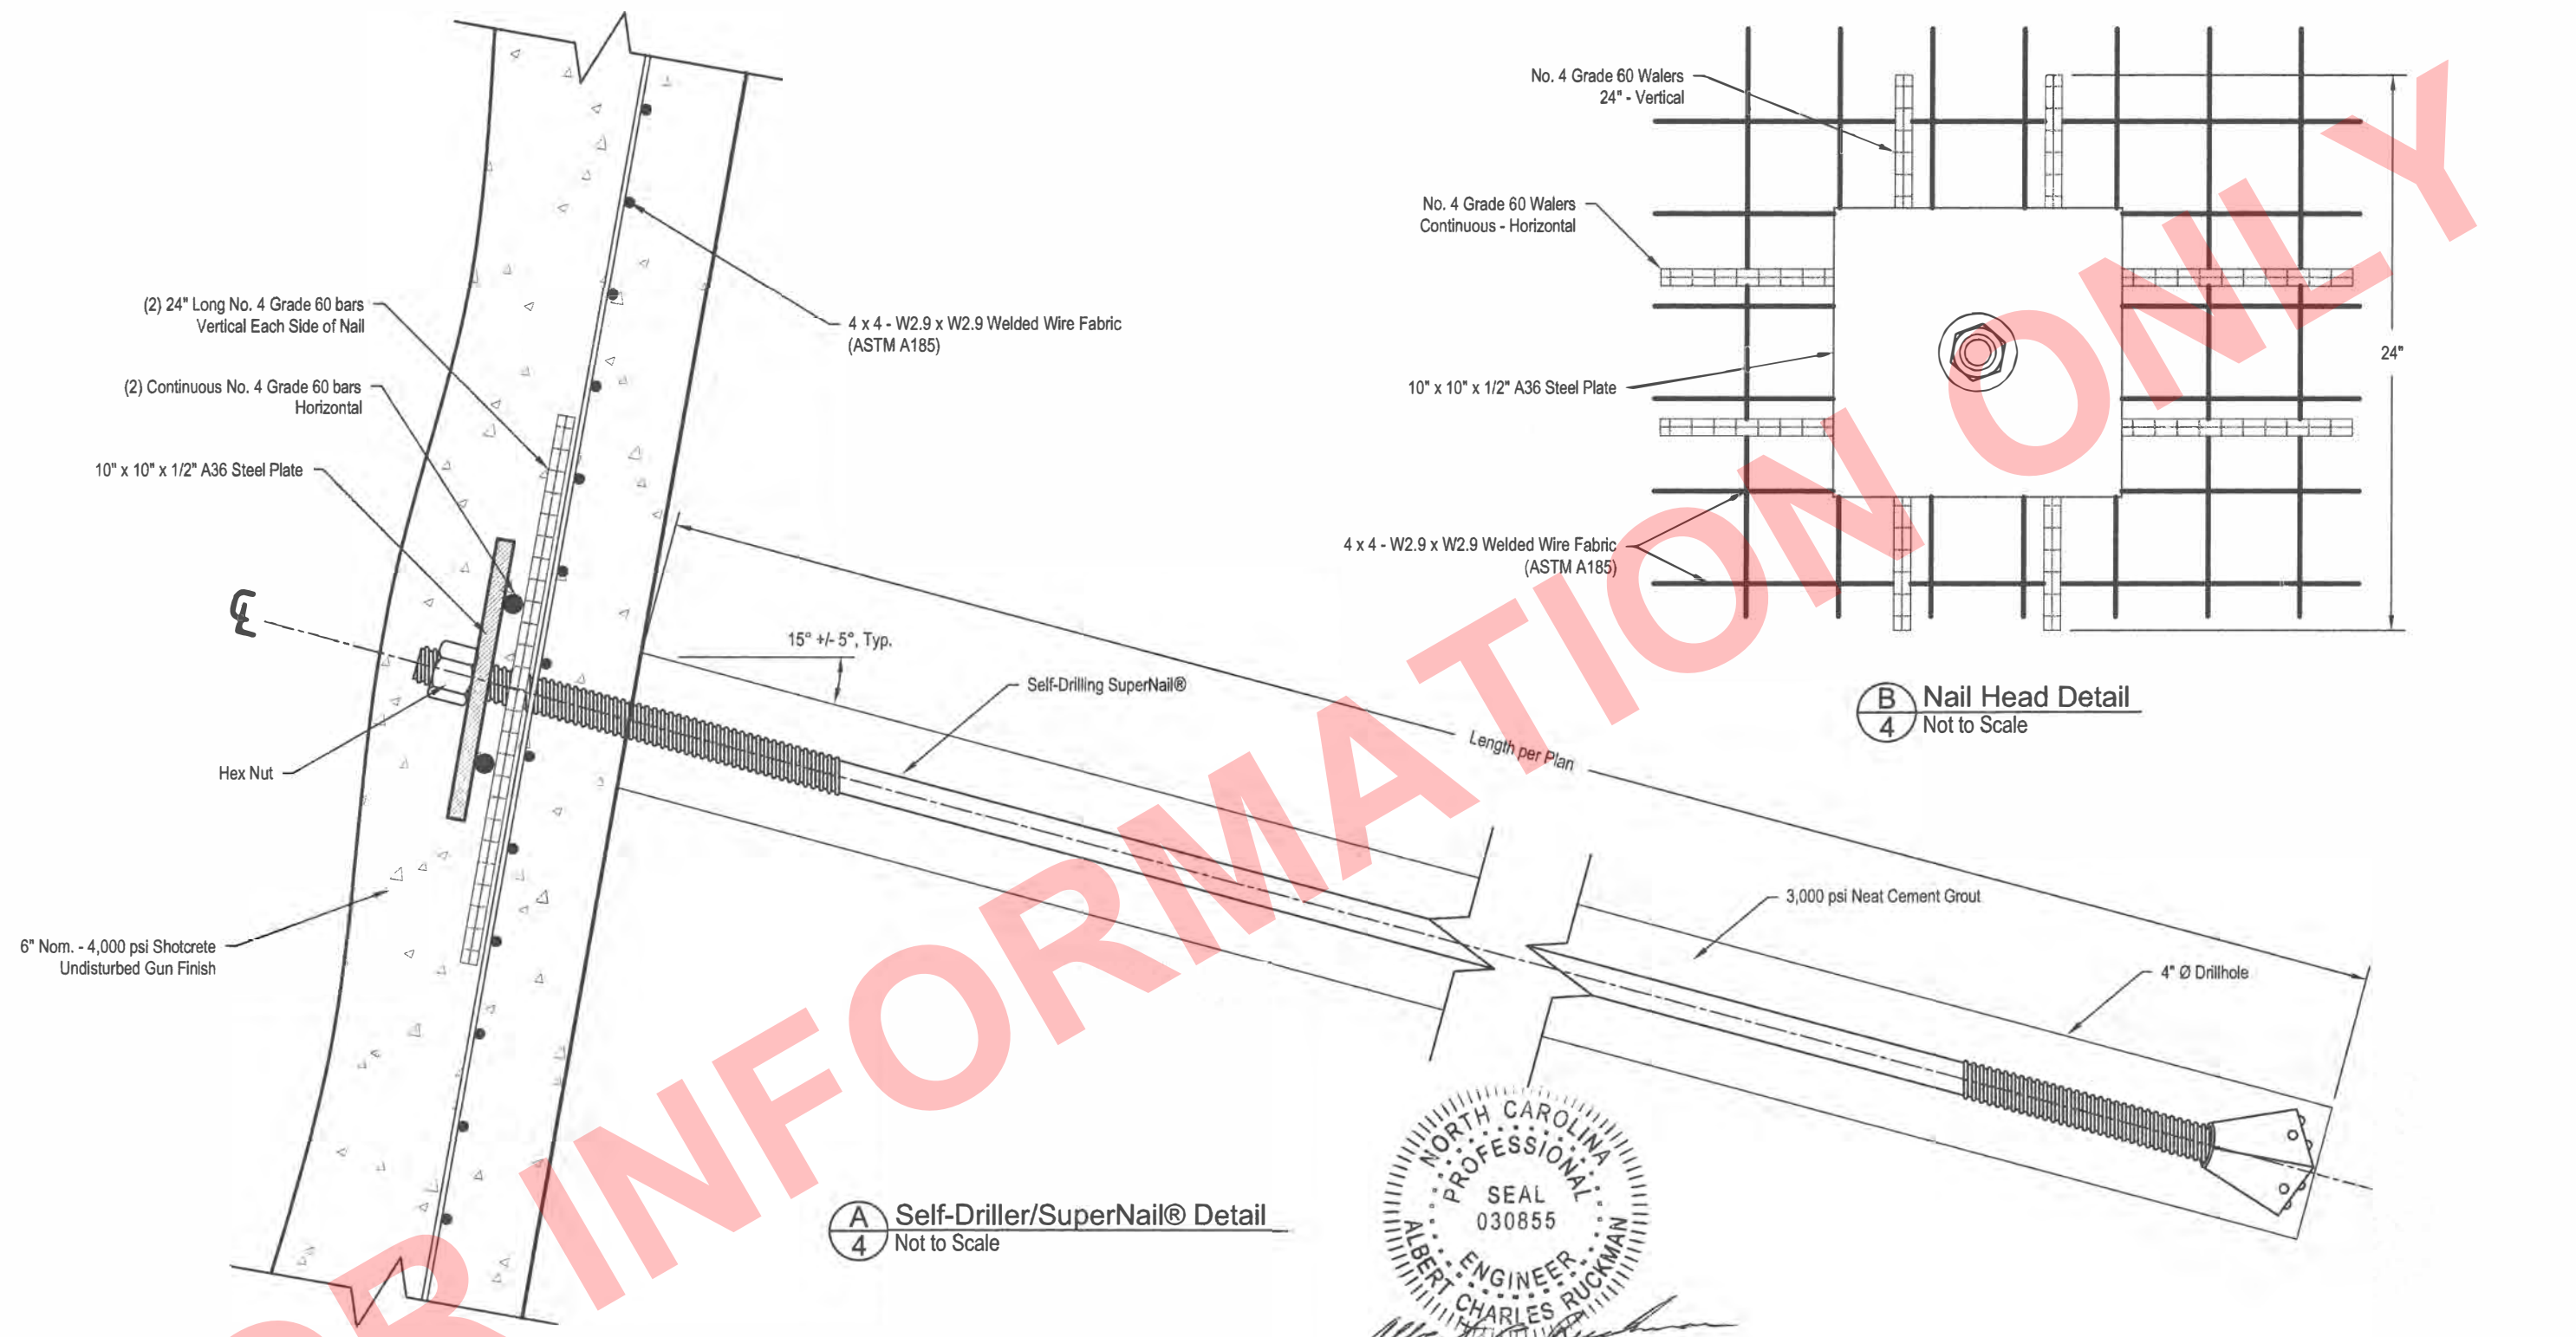 (2) 24" Long No. 4 Grade 60 bars
Vertical Each Side of Nail
(2) Continuous No. 4 Grade 60 bars
Horizontal
10" x 10" x 1/2" A36 Steel Plate
℄
Hex Nut
6" Nom. - 4,000 psi Shotcrete
Undisturbed Gun Finish
4 x 4 - W2.9 x W2.9 Welded Wire Fabric
(ASTM A185)
15° +/- 5°, Typ.
Self-Drilling SuperNail®
Length per Plan
3,000 psi Neat Cement Grout
4" Ø Drillhole
A
4
Self-Driller/SuperNail® Detail
Not to Scale
No. 4 Grade 60 Walers
24" - Vertical
No. 4 Grade 60 Walers
Continuous - Horizontal
10" x 10" x 1/2" A36 Steel Plate
4 x 4 - W2.9 x W2.9 Welded Wire Fabric
(ASTM A185)
24"
B
4
Nail Head Detail
Not to Scale
NORTH CAROLINA
PROFESSIONAL
SEAL
030855
ENGINEER
ALBERT CHARLES RUCKMAN
OR INFORMATION ONLY